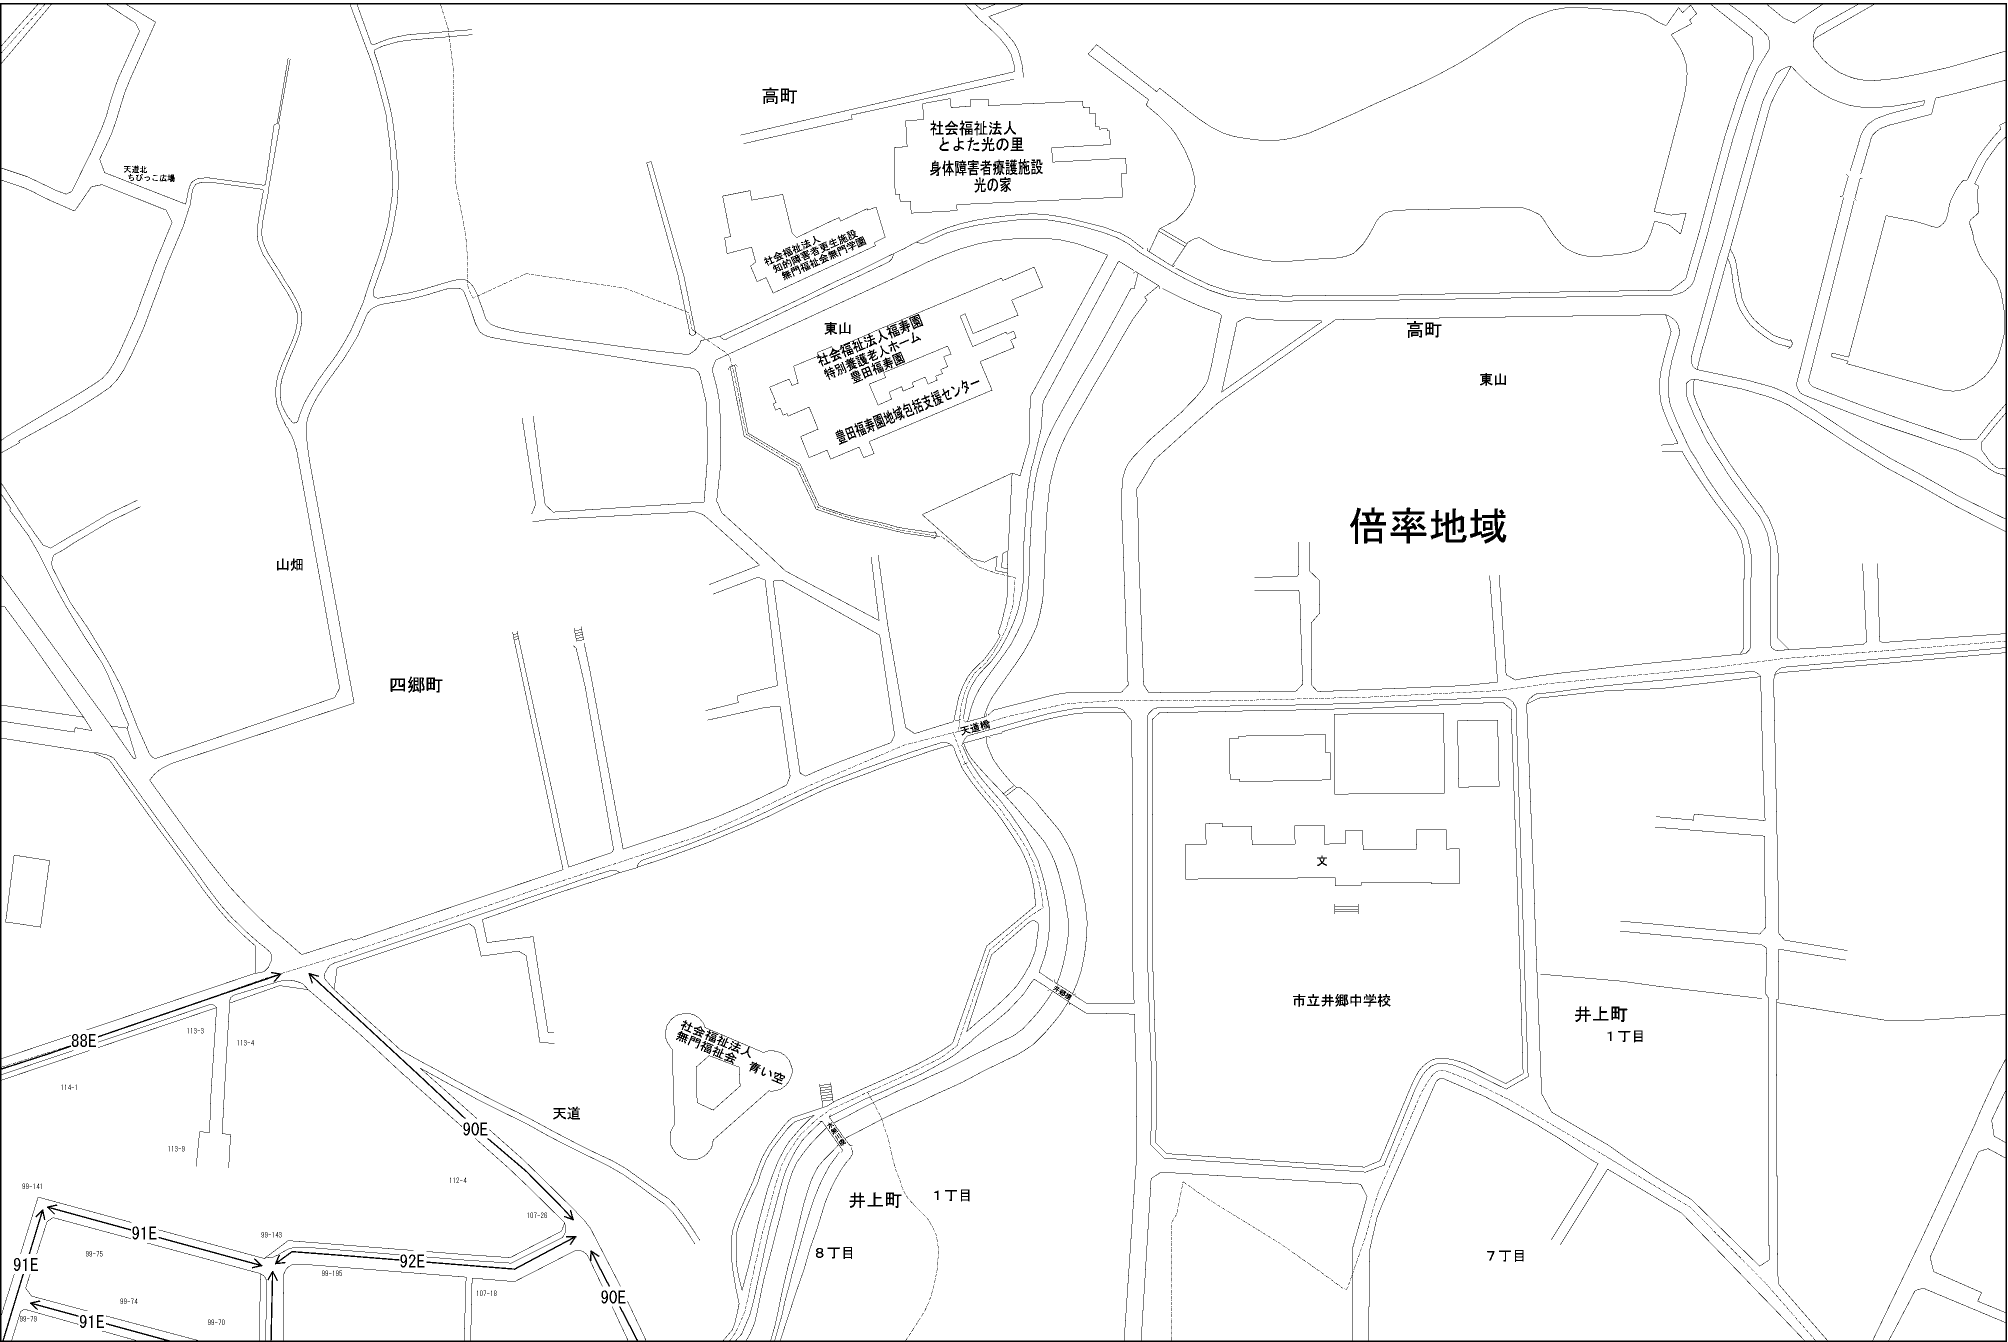 高町
社会福祉法人
とよた光の里
身体障害者療護施設
光の家
天道北
ちびっこ広場
社会福祉法人
知的障害者更生施設
無門福祉会無門学園
東山
社会福祉法人福寿園
特別養護老人ホーム
豊田福寿園
豊田福寿園地域包括支援センター
高町
東山
倍率地域
山畑
四郷町
天道橋
文
市立井郷中学校
井上町
1丁目
社会福祉法人
無門福祉会
青い空
天道
88E
113-3
113-4
114-1
113-9
90E
112-4
107-26
99-141
91E
99-143
92E
99-75
99-195
107-18
91E
99-74
91E
99-78
99-70
90E
井上町
1丁目
8丁目
7丁目